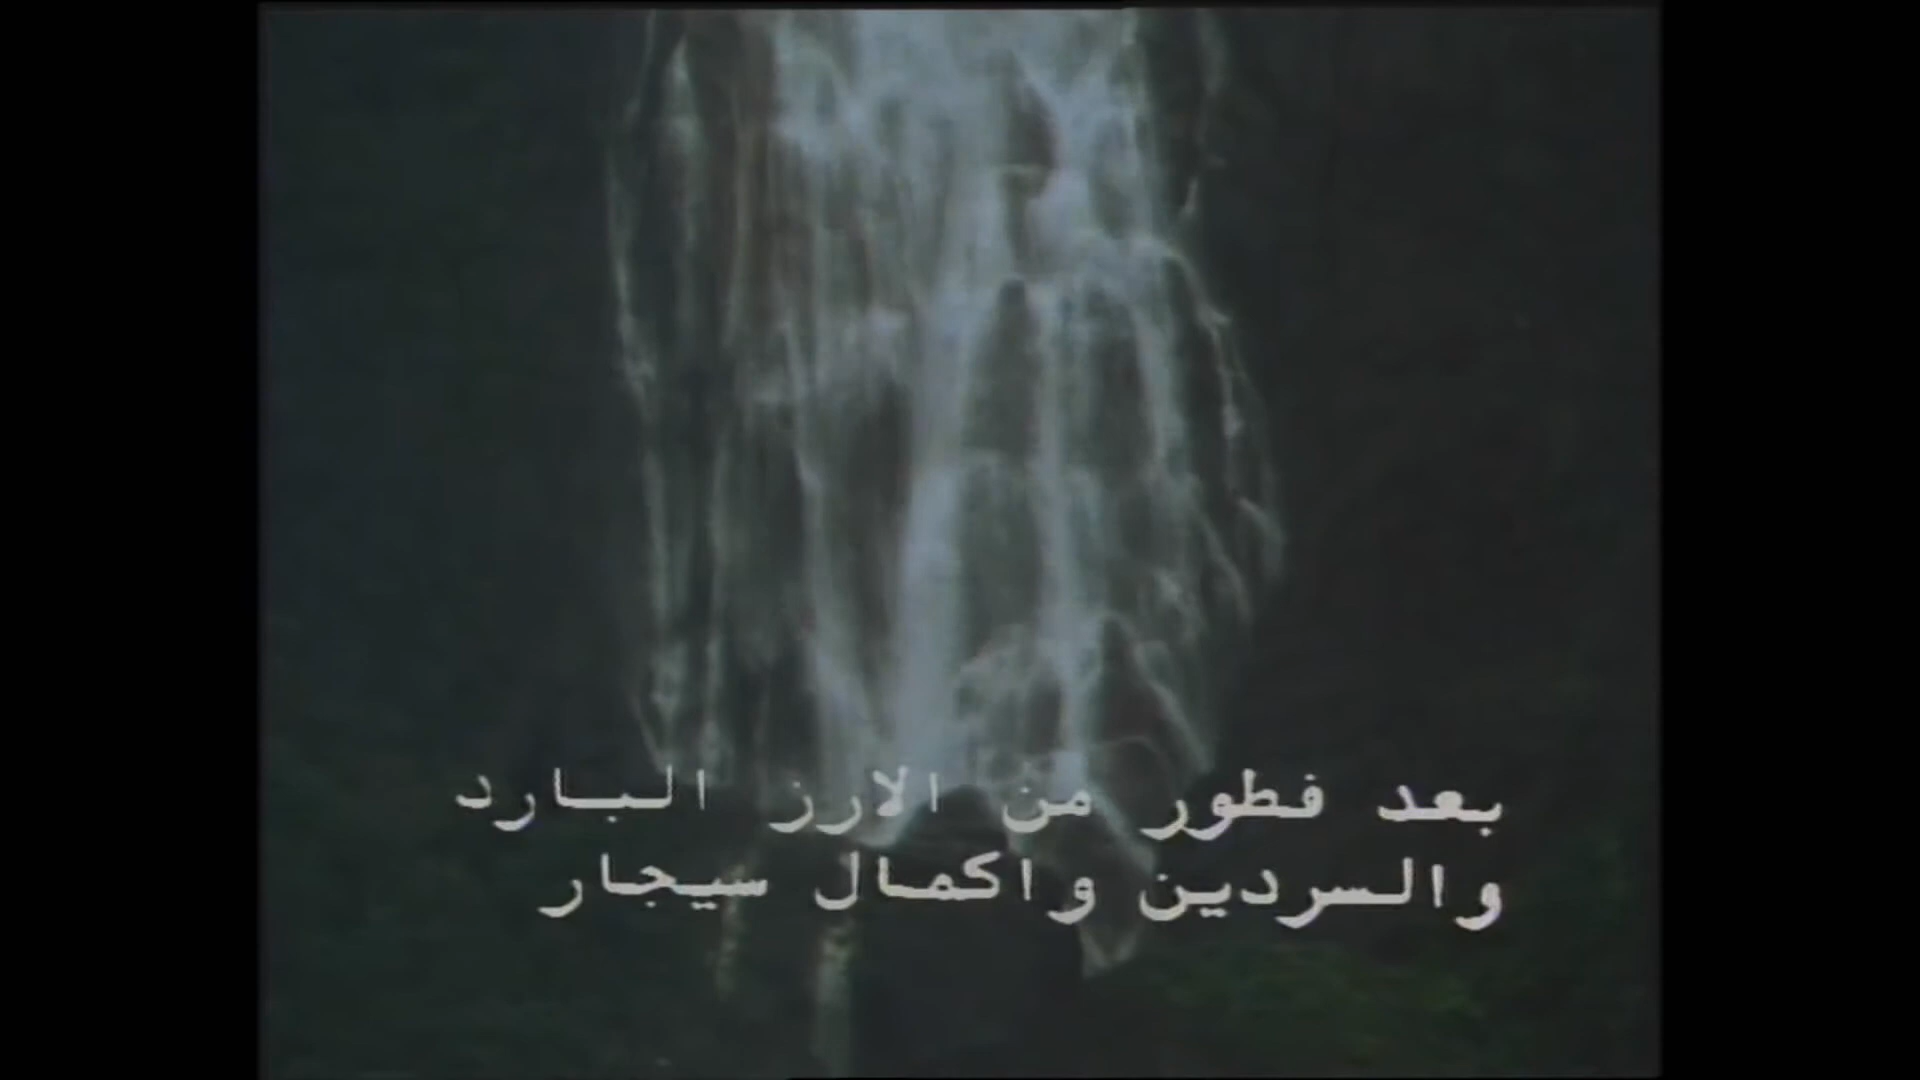 بعد فطور من الارز البارد
والسردين واكمال سيجار